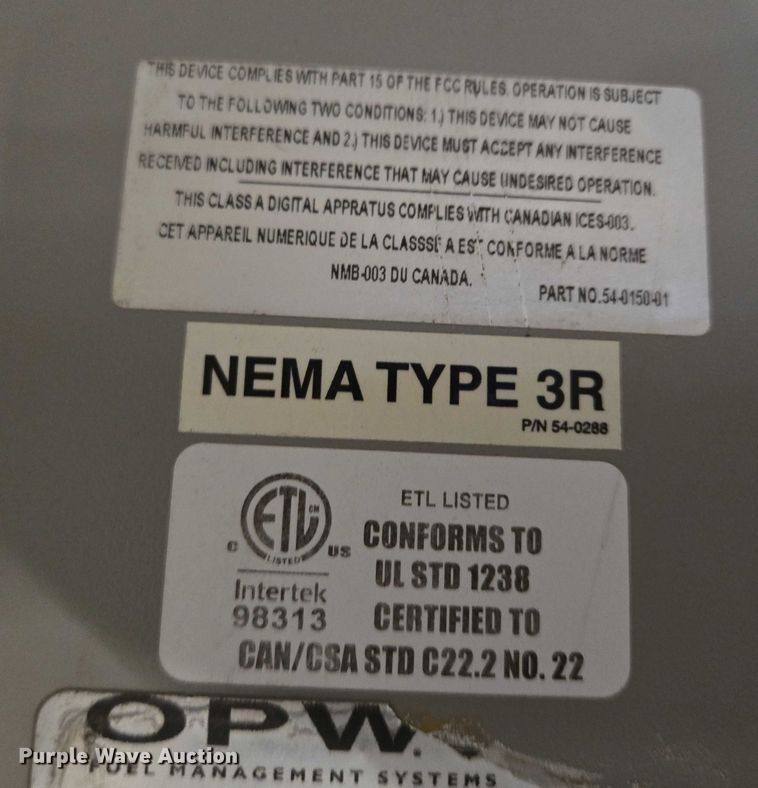 THIS DEVICE COMPLIES WITH PART 15 OF THE FCC RULES. OPERATION IS SUBJECT
TO THE FOLLOWING TWO CONDITIONS: 1.) THIS DEVICE MAY NOT CAUSE
HARMFUL INTERFERENCE AND 2.) THIS DEVICE MUST ACCEPT ANY INTERFERENCE
RECEIVED INCLUDING INTERFERENCE THAT MAY CAUSE UNDESIRED OPERATION.
THIS CLASS A DIGITAL APPRATUS COMPLIES WITH CANADIAN ICES-003.
CET APPAREIL NUMERIQUE DE LA CLASSSE A EST CONFORME A LA NORME
NMB-003 DU CANADA.
PART NO.54-0150-01
NEMA TYPE 3R
P/N 54-0288
ETL CM
LISTED
C US
Intertek
98313
ETL LISTED
CONFORMS TO
UL STD 1238
CERTIFIED TO
CAN/CSA STD C22.2 NO. 22
OPW
FUEL MANAGEMENT SYSTEMS
Purple Wave Auction